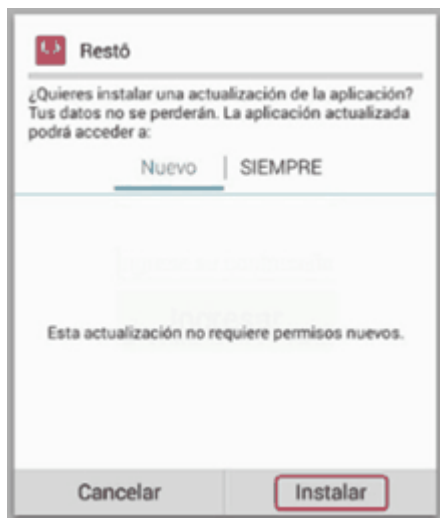 Restô
¿Quieres instalar una actualización de la aplicación?
Tus datos no se perderán. La aplicación actualizada
podrá acceder a:
Nuevo | SIEMPRE
Esta actualización no requiere permisos nuevos.
Cancelar Instalar